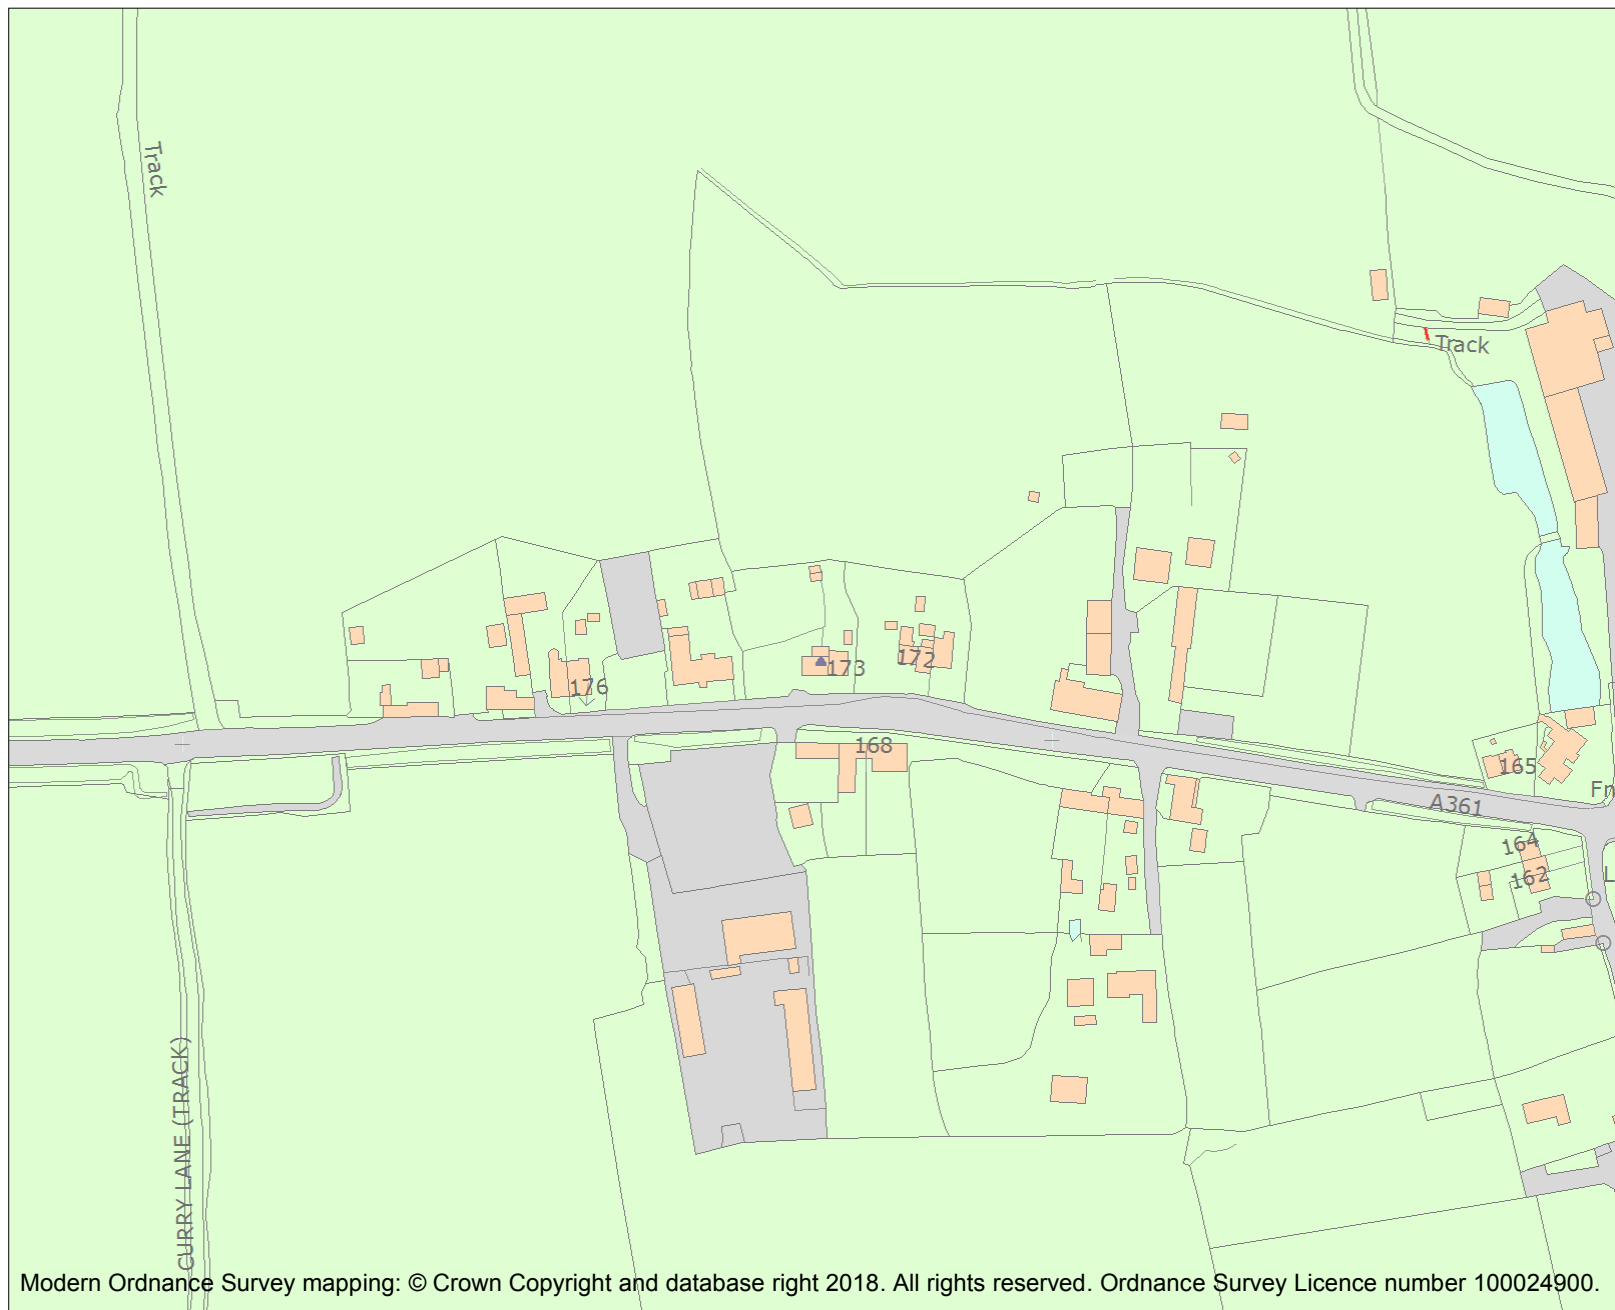 Track
Track
173
172
176
168
165
Fn
A361
164
162
L
CURRY LANE (TRACK)
Modern Ordnance Survey mapping: © Crown Copyright and database right 2018. All rights reserved. Ordnance Survey Licence number 100024900.